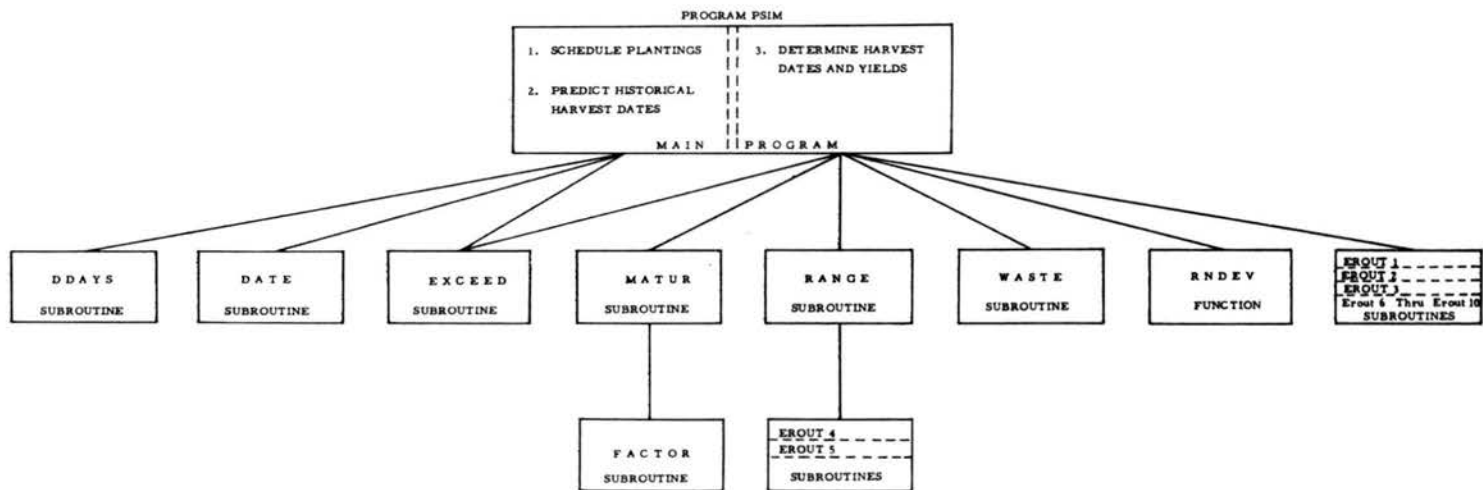 PROGRAM PSIM
1. SCHEDULE PLANTINGS
2. PREDICT HISTORICAL
HARVEST DATES
3. DETERMINE HARVEST
DATES AND YIELDS
MAIN PROGRAM
DDAYS
SUBROUTINE
DATE
SUBROUTINE
EXCEED
SUBROUTINE
MATUR
SUBROUTINE
RANGE
SUBROUTINE
WASTE
SUBROUTINE
RNDEV
FUNCTION
EROUT 1
EROUT 2
EROUT 3
Erout 6 Thru Erout 10
SUBROUTINES
FACTOR
SUBROUTINE
EROUT 4
EROUT 5
SUBROUTINES